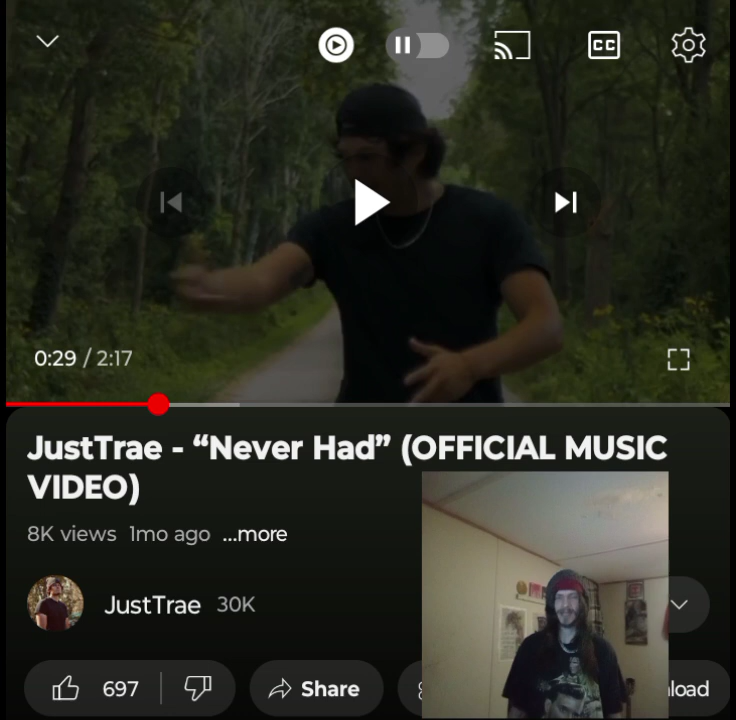 CC
0:29 / 2:17
JustTrae - “Never Had” (OFFICIAL MUSIC
VIDEO)
8K views 1mo ago ...more
JustTrae 30K
697 Share load